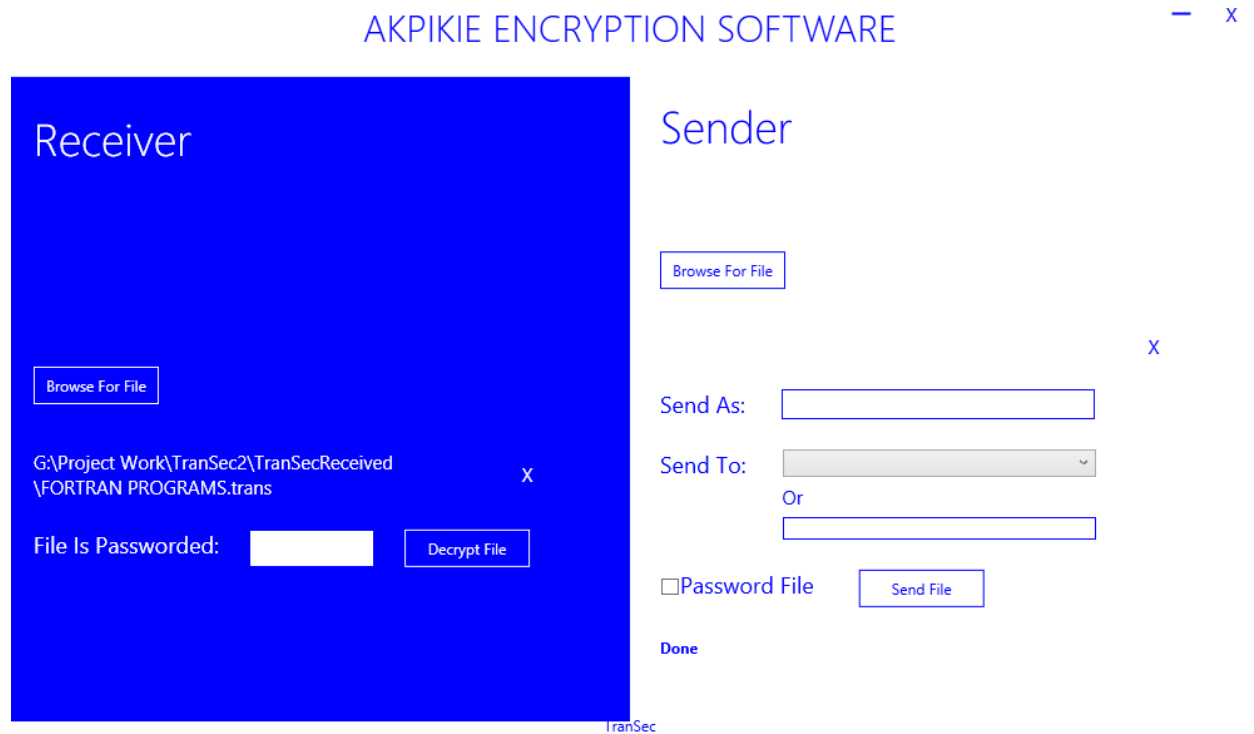 AKPIKIE ENCRYPTION SOFTWARE
X
Receiver
Browse For File
G:\Project Work\TranSec2\TranSecReceived
\FORTRAN PROGRAMS.trans
X
File Is Passworded:
Decrypt File
Sender
Browse For File
X
Send As:
Send To:
Or
Password File
Send File
Done
TranSec